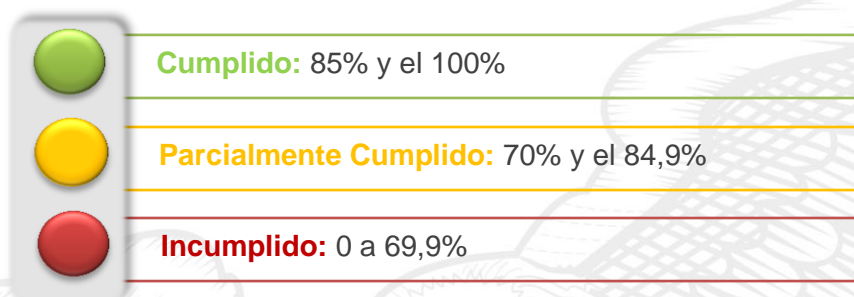 Cumplido: 85% y el 100%
Parcialmente Cumplido: 70% y el 84,9%
Incumplido: 0 a 69,9%